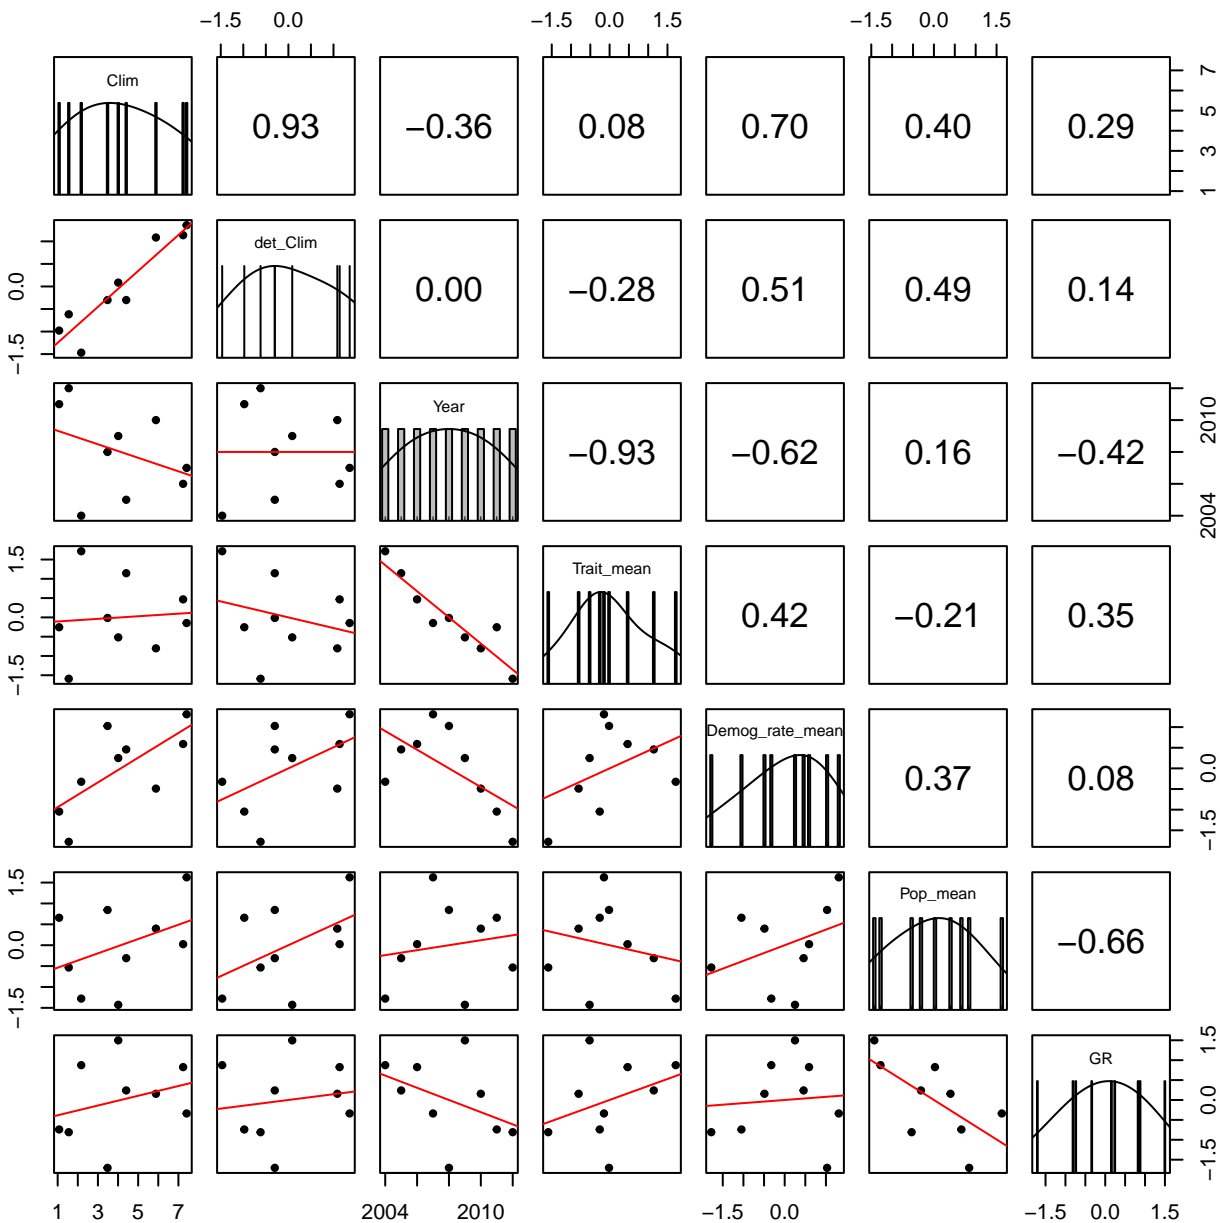 −1.5 0.0 −1.5 0.0 1.5 −1.5 0.0 1.5
Clim 0.93 −0.36 0.08 0.70 0.40 0.29 1 3 5 7
−1.5 0.0 det_Clim 0.00 −0.28 0.51 0.49 0.14
Year −0.93 −0.62 0.16 −0.42 2004 2010
−1.5 0.0 1.5 Trait_mean 0.42 −0.21 0.35
Demog_rate_mean 0.37 0.08 −1.5 0.0
−1.5 0.0 1.5 Pop_mean −0.66
GR −1.5 0.0 1.5
1 3 5 7 2004 2010 −1.5 0.0 −1.5 0.0 1.5